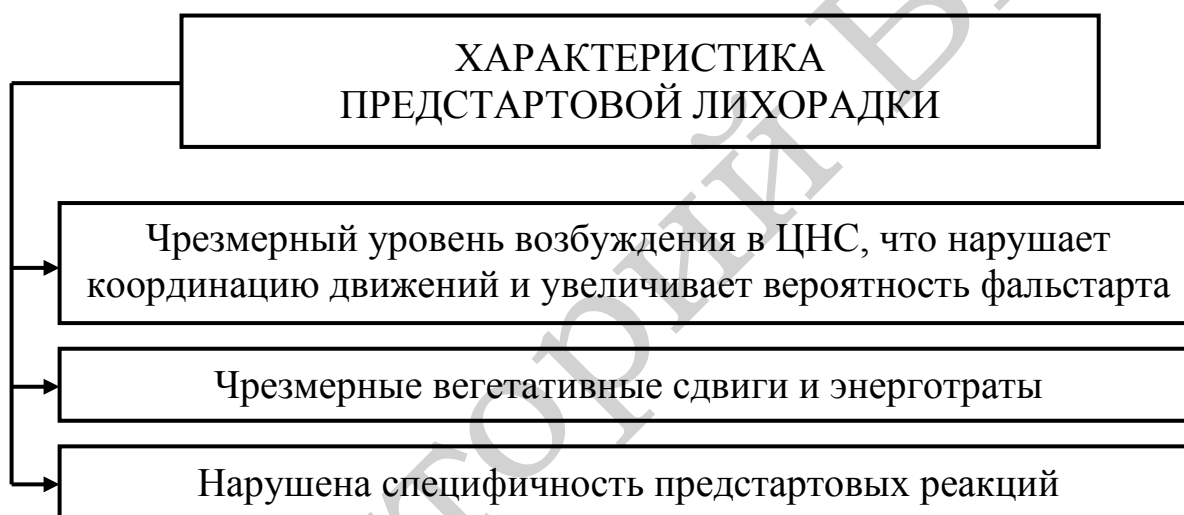 ХАРАКТЕРИСТИКА
ПРЕДСТАРТОВОЙ ЛИХОРАДКИ
Чрезмерный уровень возбуждения в ЦНС, что нарушает
координацию движений и увеличивает вероятность фальстарта
Чрезмерные вегетативные сдвиги и энерготраты
Нарушена специфичность предстартовых реакций